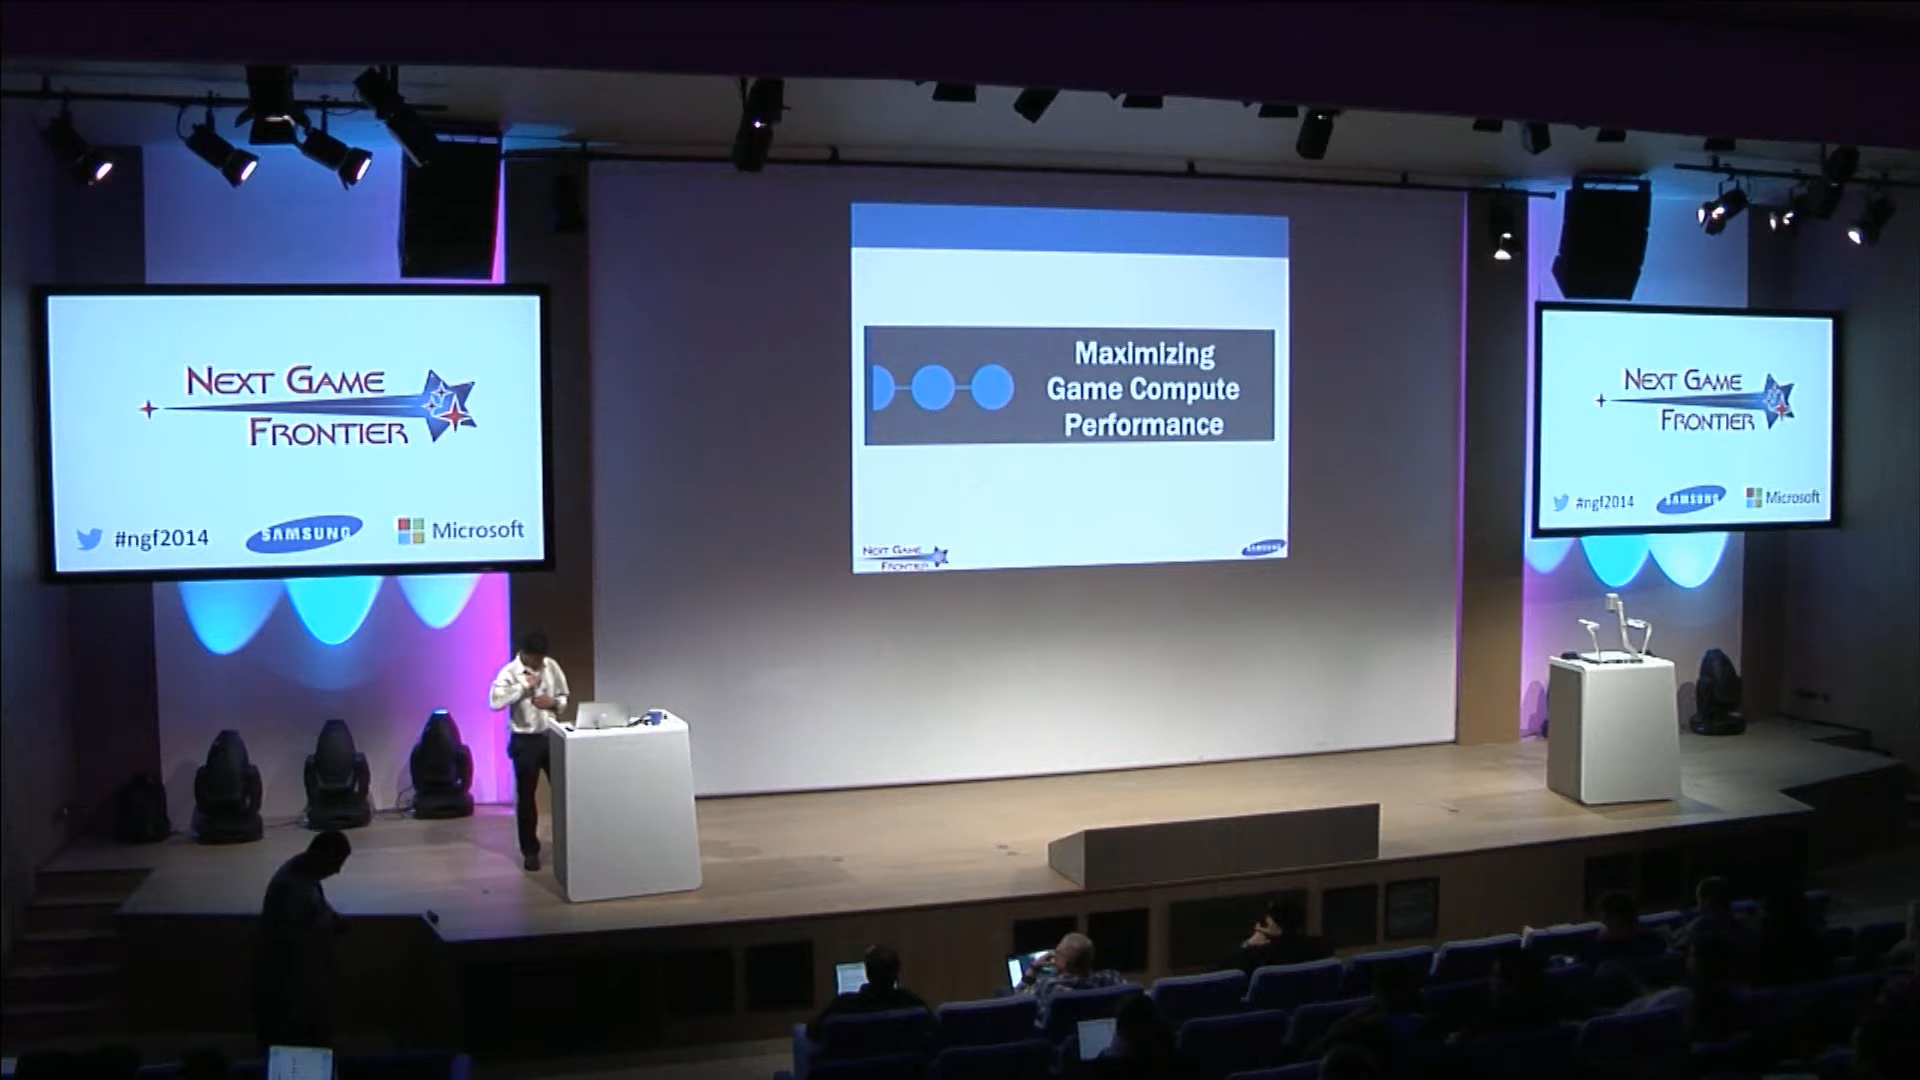 NEXT GAME
FRONTIER
#ngf2014
SAMSUNG
Microsoft
Maximizing
Game Compute
Performance
NEXT GAME
FRONTIER
SAMSUNG
NEXT GAME
FRONTIER
#ngf2014
SAMSUNG
Microsoft